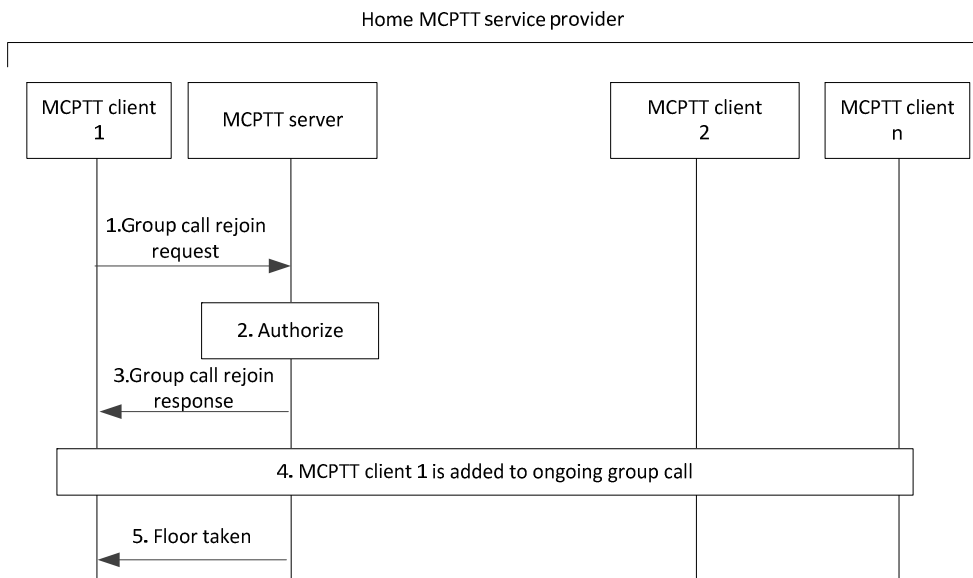 Home MCPTT service provider
MCPTT client
1
MCPTT server
MCPTT client
2
MCPTT client
n
1.Group call rejoin
request
2. Authorize
3.Group call rejoin
response
4. MCPTT client 1 is added to ongoing group call
5. Floor taken